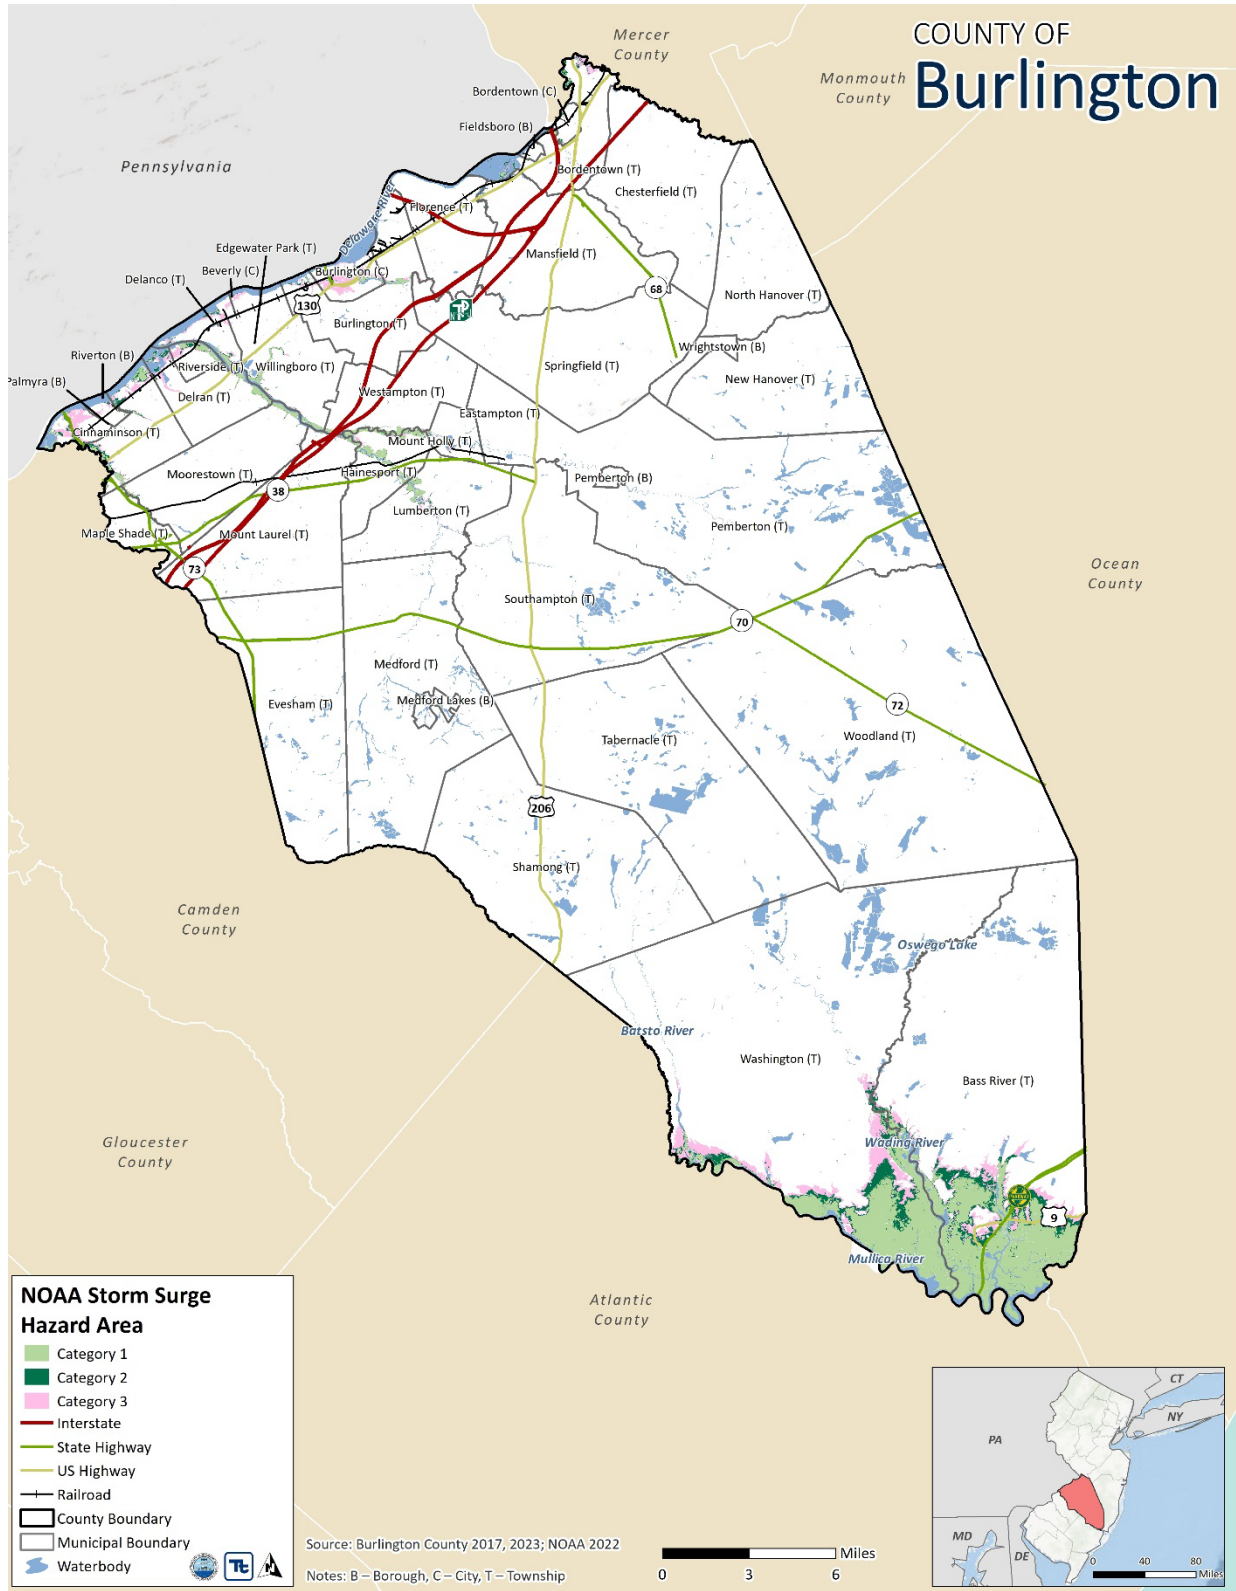 COUNTY OF
Burlington
Mercer
County
Monmouth
County
Pennsylvania
Bordentown (C)
Fieldsboro (B)
Bordentown (T)
Chesterfield (T)
Delaware River
Florence (T)
Edgewater Park (T)
Beverly (C)
Burlington (C)
Delanco (T)
Mansfield (T)
130
68
North Hanover (T)
Burlington (T)
Riverton (B)
Wrightstown (B)
Riverside (T)
Willingboro (T)
Springfield (T)
Palmyra (B)
New Hanover (T)
Delran (T)
Westampton (T)
Eastampton (T)
Cinnaminson (T)
Mount Holly (T)
Moorestown (T)
Hainesport (T)
Pemberton (B)
38
Lumberton (T)
Pemberton (T)
Maple Shade (T)
Mount Laurel (T)
73
Ocean
County
Southampton (T)
70
Medford (T)
Medford Lakes (B)
Evesham (T)
72
Tabernacle (T)
Woodland (T)
206
Shamong (T)
Camden
County
Oswego Lake
Batsto River
Washington (T)
Bass River (T)
Gloucester
County
Wading River
9
Mullica River
Atlantic
County
NOAA Storm Surge
Hazard Area
Category 1
Category 2
Category 3
Interstate
State Highway
US Highway
Railroad
County Boundary
Municipal Boundary
Waterbody
Tt
N
Source: Burlington County 2017, 2023; NOAA 2022
Notes: B – Borough, C – City, T – Township
Miles
0 3 6
CT
NY
PA
MD
DE
0 40 80
Miles